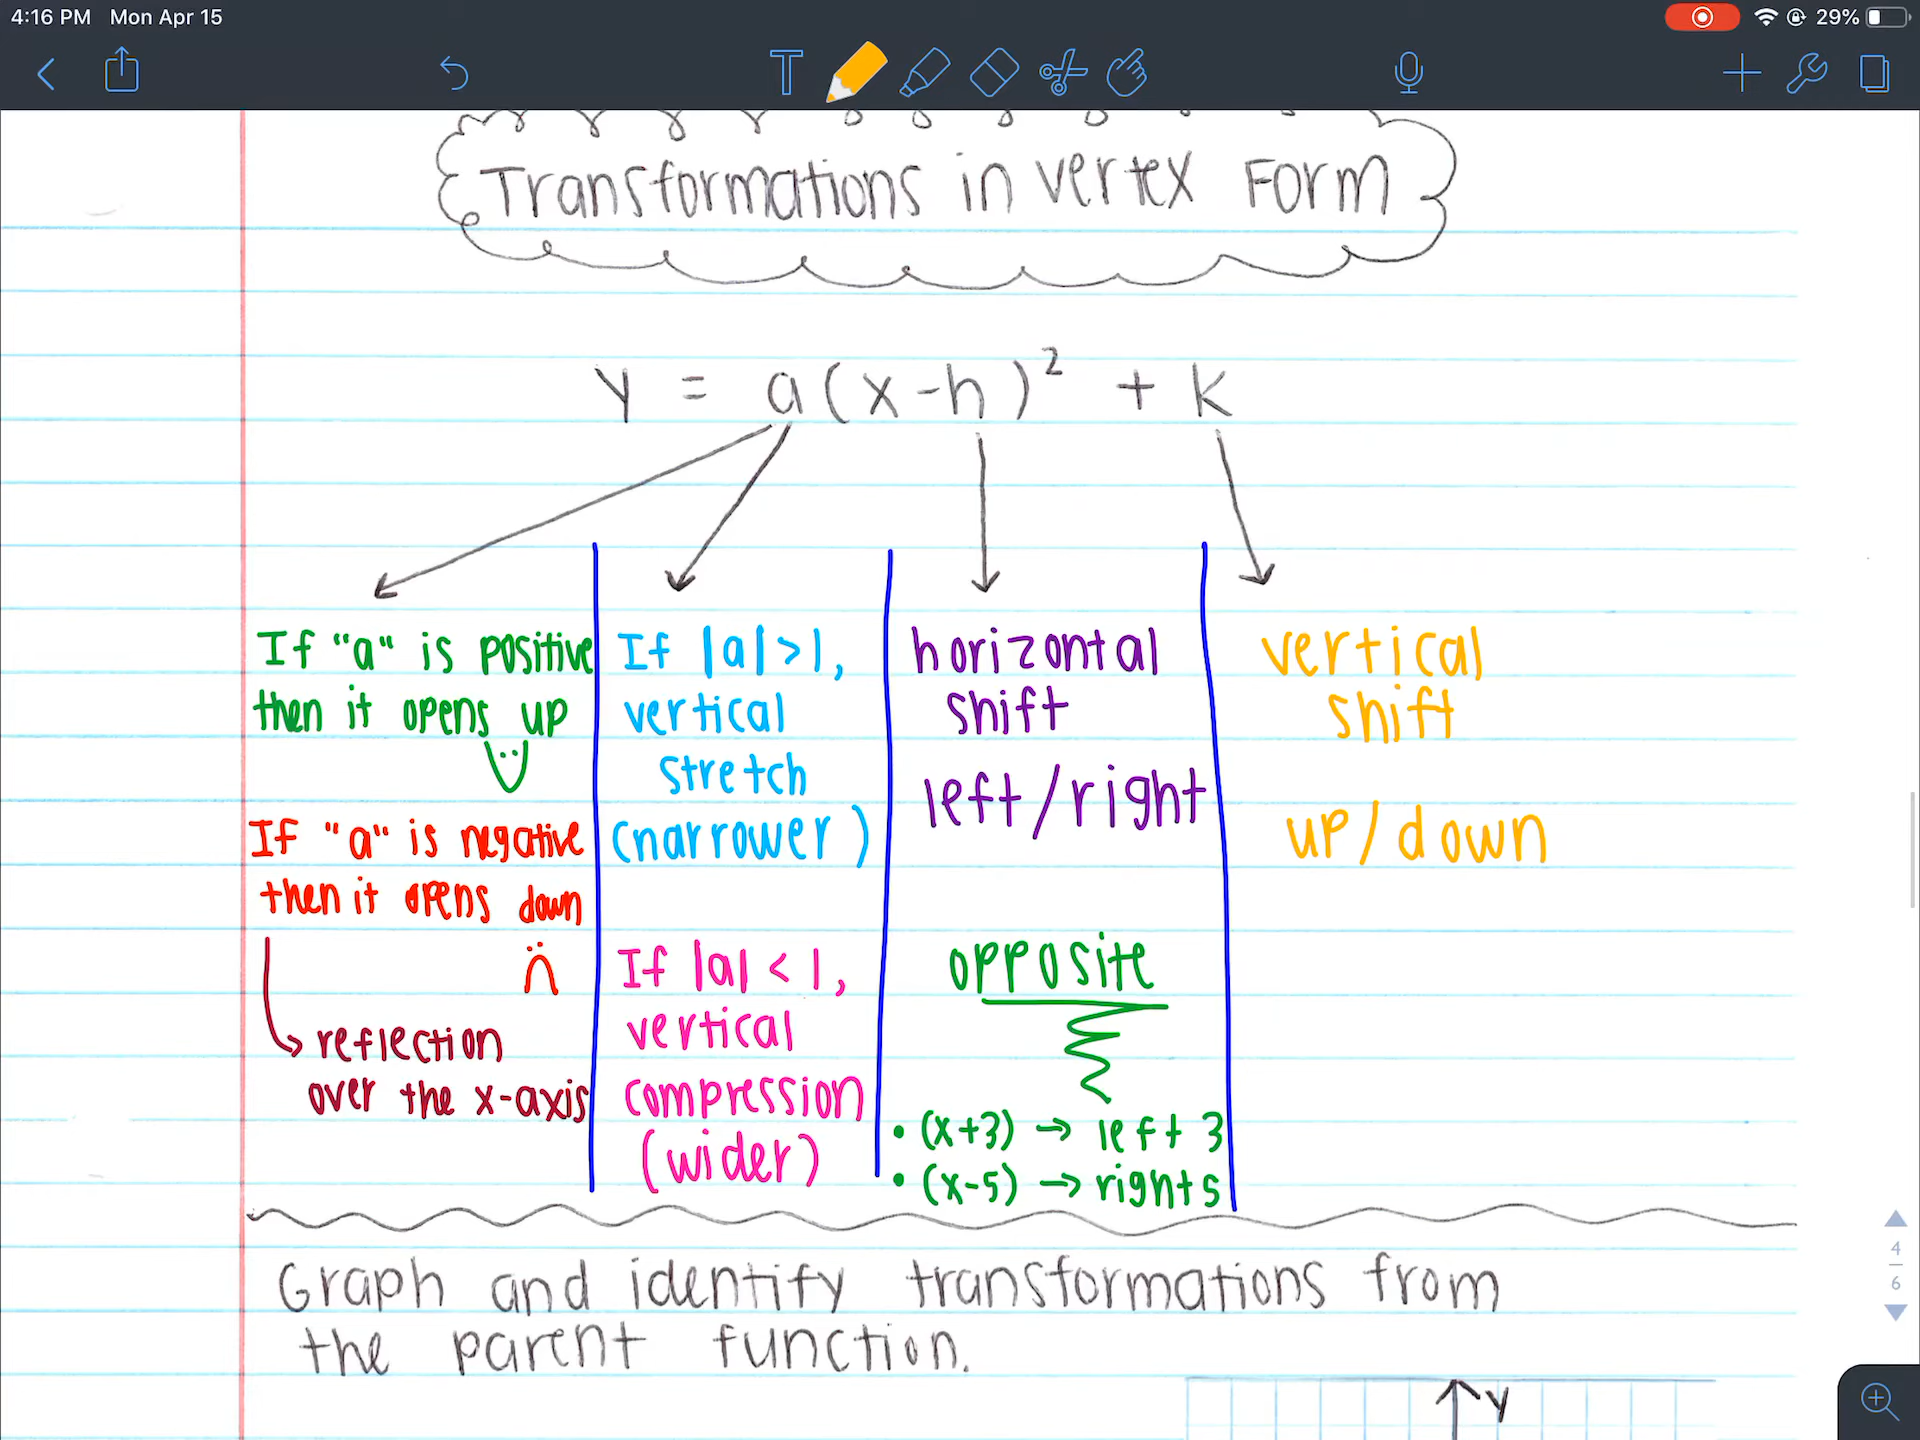 4:16 PM Mon Apr 15
29%
T
Transformations in Vertex Form
y = a(x-h)² + k
If "a" is positive
then it opens up
If "a" is negative
then it opens down
reflection
over the x-axis
If |a| > 1,
vertical
stretch
(narrower)
If |a| < 1,
vertical
compression
(wider)
horizontal
shift
left/right
opposite
• (x+3) → left 3
• (x-5) → right 5
vertical
shift
up/down
4
6
Graph and identify transformations from
the parent function.
y